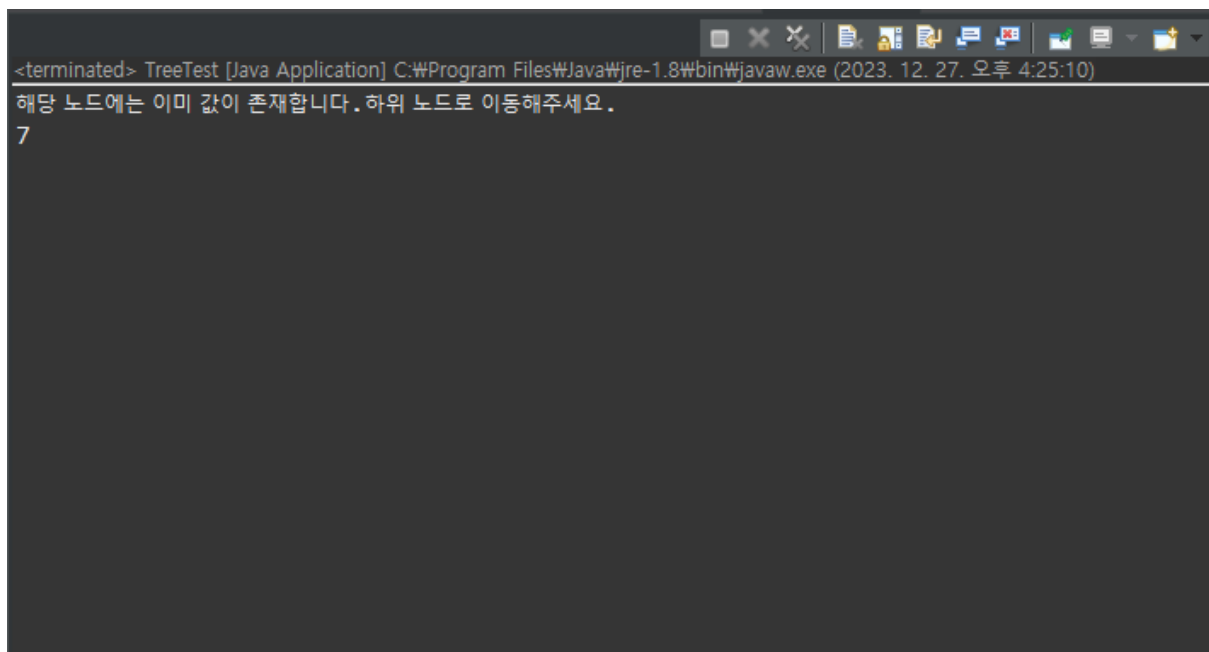 <terminated> TreeTest [Java Application] C:₩Program Files₩Java₩jre-1.8₩bin₩javaw.exe (2023. 12. 27. 오후 4:25:10)
해당 노드에는 이미 값이 존재합니다.하위 노드로 이동해주세요.
7